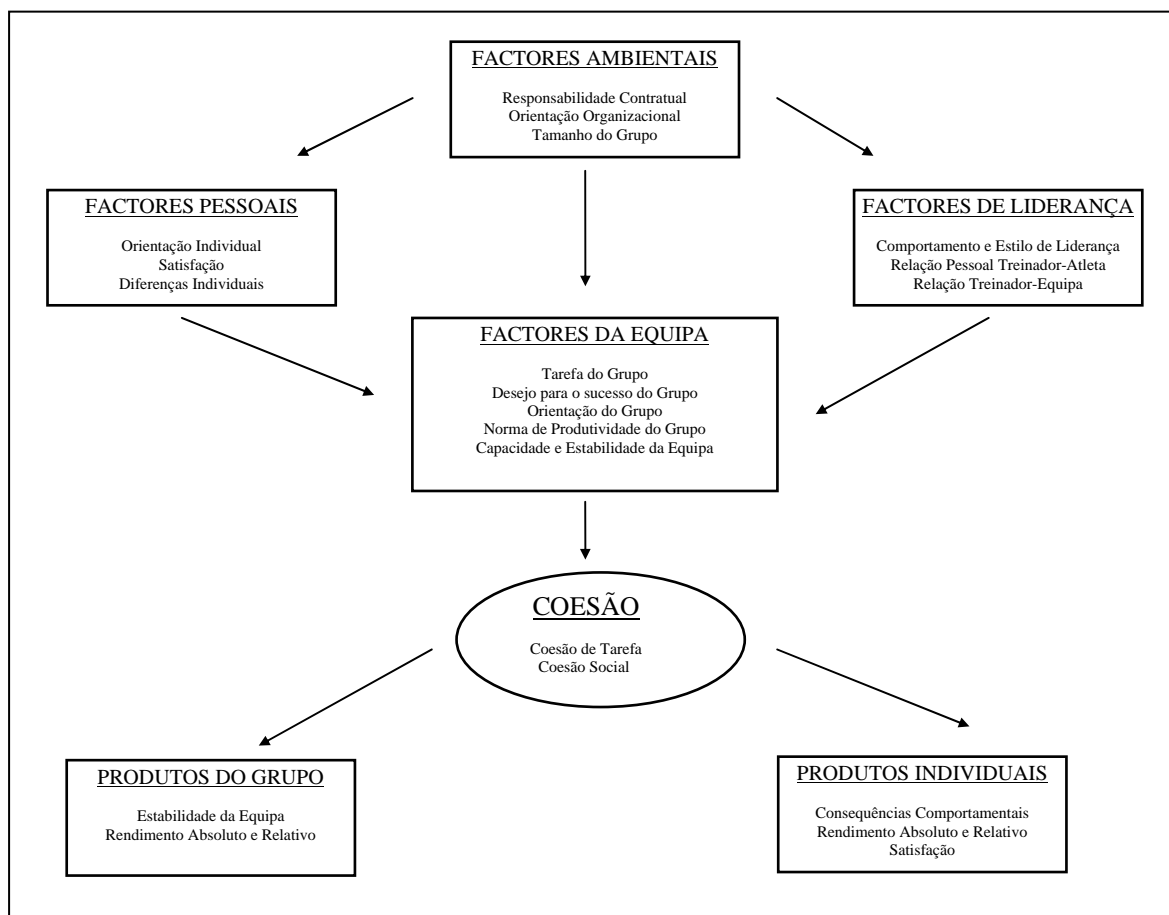 FACTORES AMBIENTAIS
Responsabilidade Contratual
Orientação Organizacional
Tamanho do Grupo
FACTORES PESSOAIS
Orientação Individual
Satisfação
Diferenças Individuais
FACTORES DE LIDERANÇA
Comportamento e Estilo de Liderança
Relação Pessoal Treinador-Atleta
Relação Treinador-Equipa
FACTORES DA EQUIPA
Tarefa do Grupo
Desejo para o sucesso do Grupo
Orientação do Grupo
Norma de Produtividade do Grupo
Capacidade e Estabilidade da Equipa
COESÃO
Coesão de Tarefa
Coesão Social
PRODUTOS DO GRUPO
Estabilidade da Equipa
Rendimento Absoluto e Relativo
PRODUTOS INDIVIDUAIS
Consequências Comportamentais
Rendimento Absoluto e Relativo
Satisfação